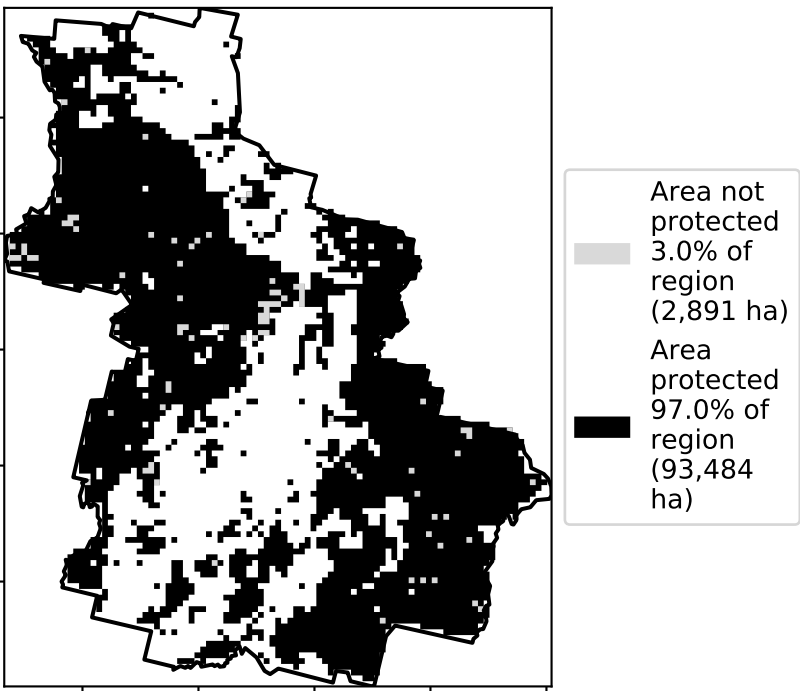 Area not
protected
3.0% of
region
(2,891 ha)
Area
protected
97.0% of
region
(93,484
ha)